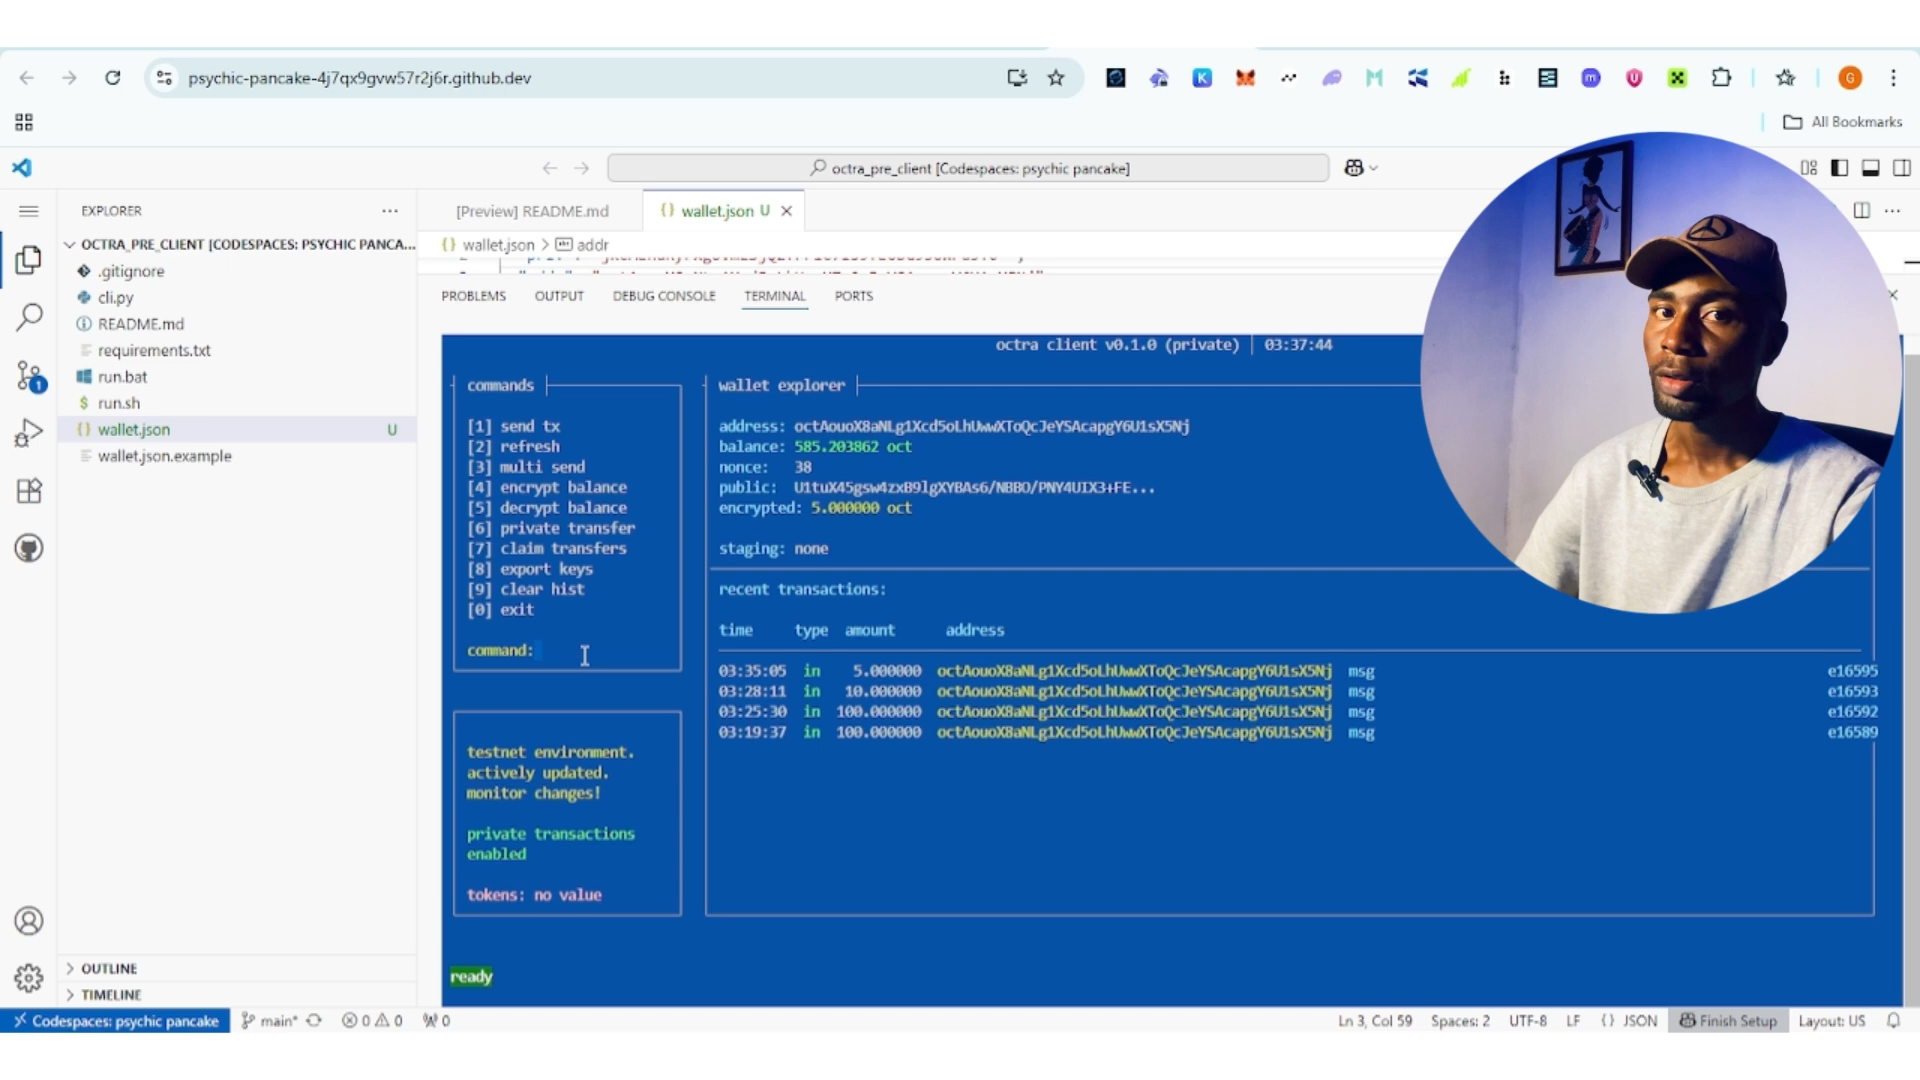 psychic-pancake-4j7qx9gvw57r2j6r.github.dev
G
All Bookmarks
octra_pre_client [Codespaces: psychic pancake]
EXPLORER
[Preview] README.md
{} wallet.json U
OCTRA_PRE_CLIENT [CODESPACES: PSYCHIC PANCA...
{} wallet.json > addr
.gitignore
cli.py
README.md
requirements.txt
run.bat
$ run.sh
{} wallet.json U
wallet.json.example
1
PROBLEMS OUTPUT DEBUG CONSOLE TERMINAL PORTS
octra client v0.1.0 (private) | 03:37:44
commands
[1] send tx
[2] refresh
[3] multi send
[4] encrypt balance
[5] decrypt balance
[6] private transfer
[7] claim transfers
[8] export keys
[9] clear hist
[0] exit
command:
wallet explorer
address: octAouoX8aNLg1Xcd5oLhUwwXToQcJeYSAcapgY6U1sX5Nj
balance: 585.203862 oct
nonce: 38
public: U1tuX45gsw4zxB9lgXYBAs6/NBBO/PNY4UIX3+FE...
encrypted: 5.000000 oct
staging: none
recent transactions:
time type amount address
03:35:05 in 5.000000 octAouoX8aNLg1Xcd5oLhUwwXToQcJeYSAcapgY6U1sX5Nj msg e16595
03:28:11 in 10.000000 octAouoX8aNLg1Xcd5oLhUwwXToQcJeYSAcapgY6U1sX5Nj msg e16593
03:25:30 in 100.000000 octAouoX8aNLg1Xcd5oLhUwwXToQcJeYSAcapgY6U1sX5Nj msg e16592
03:19:37 in 100.000000 octAouoX8aNLg1Xcd5oLhUwwXToQcJeYSAcapgY6U1sX5Nj msg e16589
testnet environment.
actively updated.
monitor changes!
private transactions
enabled
tokens: no value
ready
OUTLINE
TIMELINE
Codespaces: psychic pancake main* 0 0 0
Ln 3, Col 59 Spaces: 2 UTF-8 LF {} JSON Finish Setup Layout: US